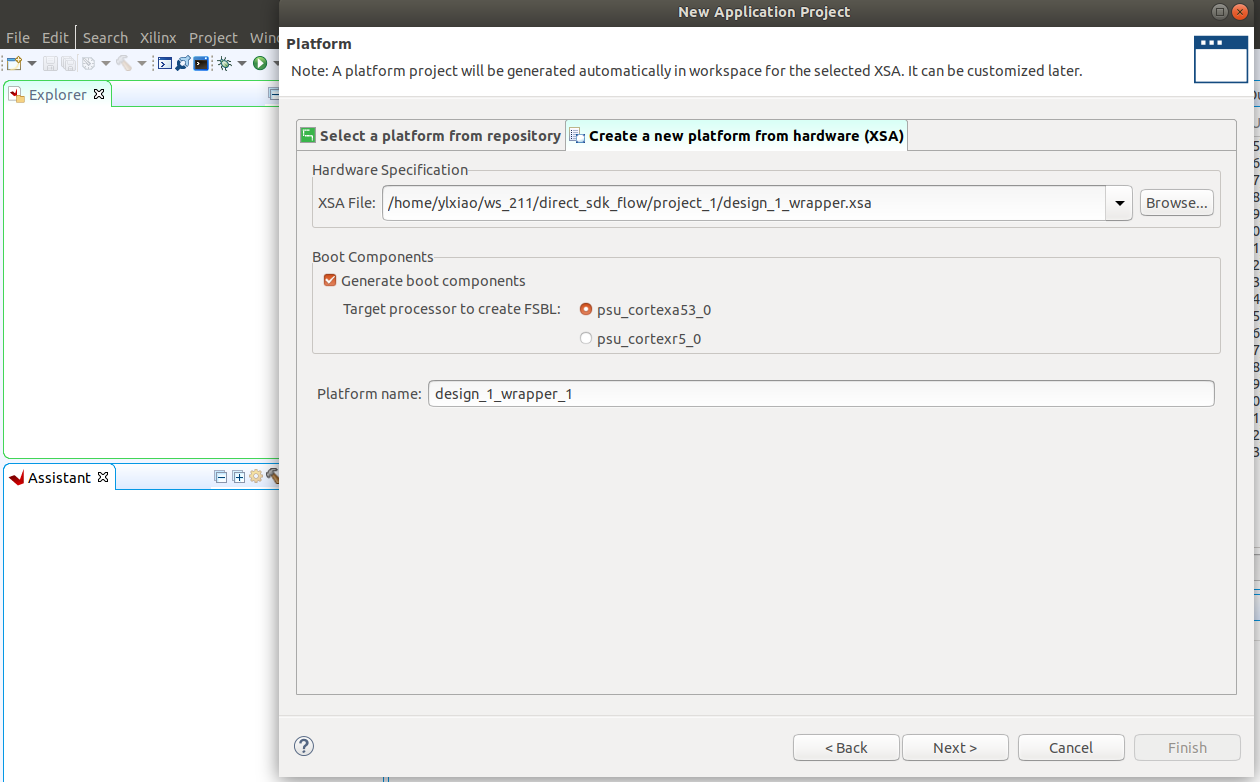 New Application Project
File Edit Search Xilinx Project Win
Platform
Note: A platform project will be generated automatically in workspace for the selected XSA. It can be customized later.
Explorer
Select a platform from repository
Create a new platform from hardware (XSA)
Hardware Specification
XSA File: /home/ylxiao/ws_211/direct_sdk_flow/project_1/design_1_wrapper.xsa Browse...
Boot Components
Generate boot components
Target processor to create FSBL: psu_cortexa53_0
psu_cortexr5_0
Platform name: design_1_wrapper_1
Assistant
? < Back Next > Cancel Finish